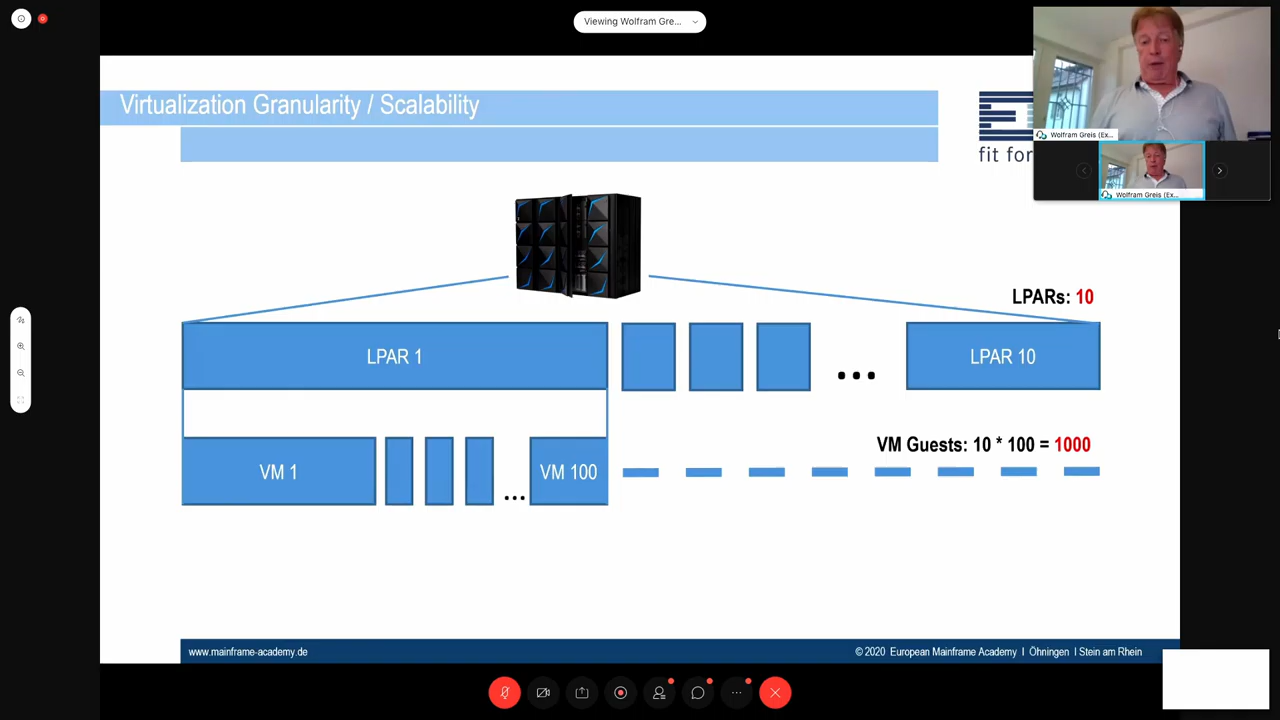 Viewing Wolfram Gre...
Virtualization Granularity / Scalability
fit for
Wolfram Greis (Ex...
Wolfram Greis (Ex...
LPARs: 10
LPAR 1
...
LPAR 10
VM Guests: 10 * 100 = 1000
VM 1
...
VM 100
www.mainframe-academy.de
© 2020 European Mainframe Academy I Öhningen I Stein am Rhein